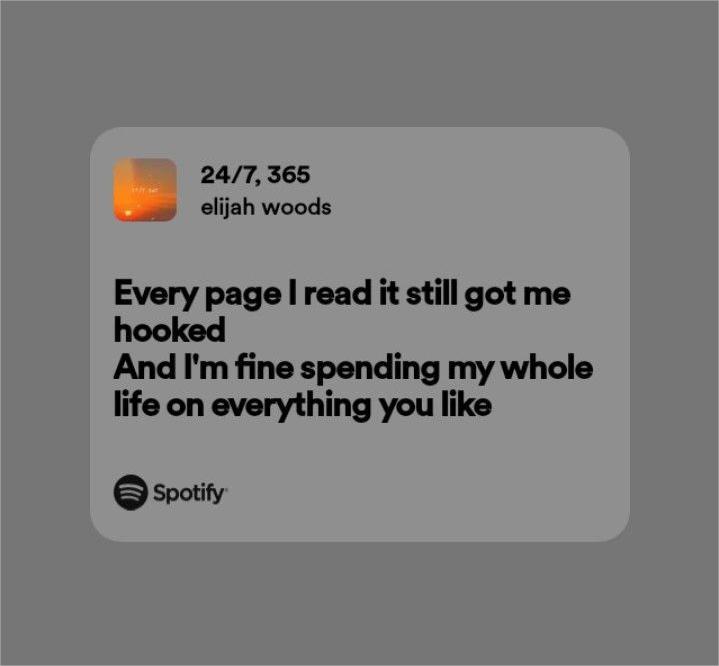 24/7, 365
elijah woods
Every page I read it still got me
hooked
And I'm fine spending my whole
life on everything you like
Spotify